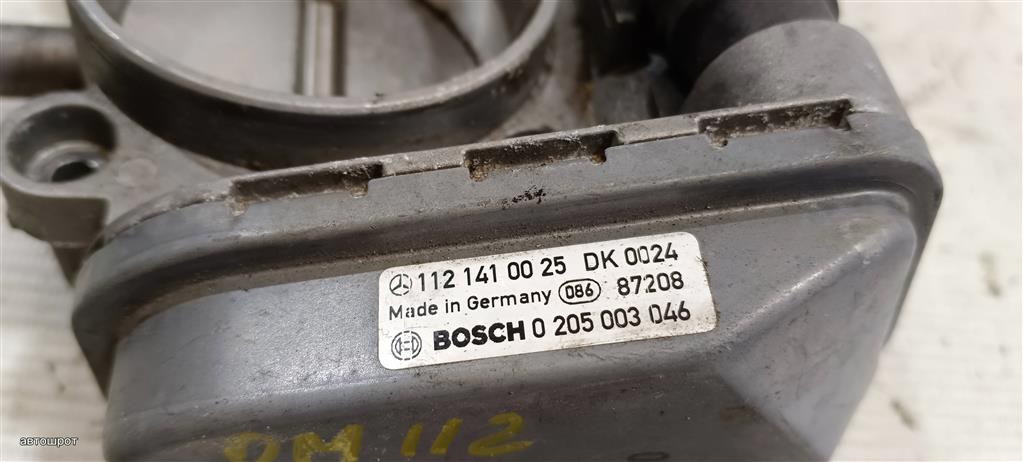 112 141 00 25 DK 0024
Made in Germany 086 87208
BOSCH 0 205 003 046
DM 112
автошрот